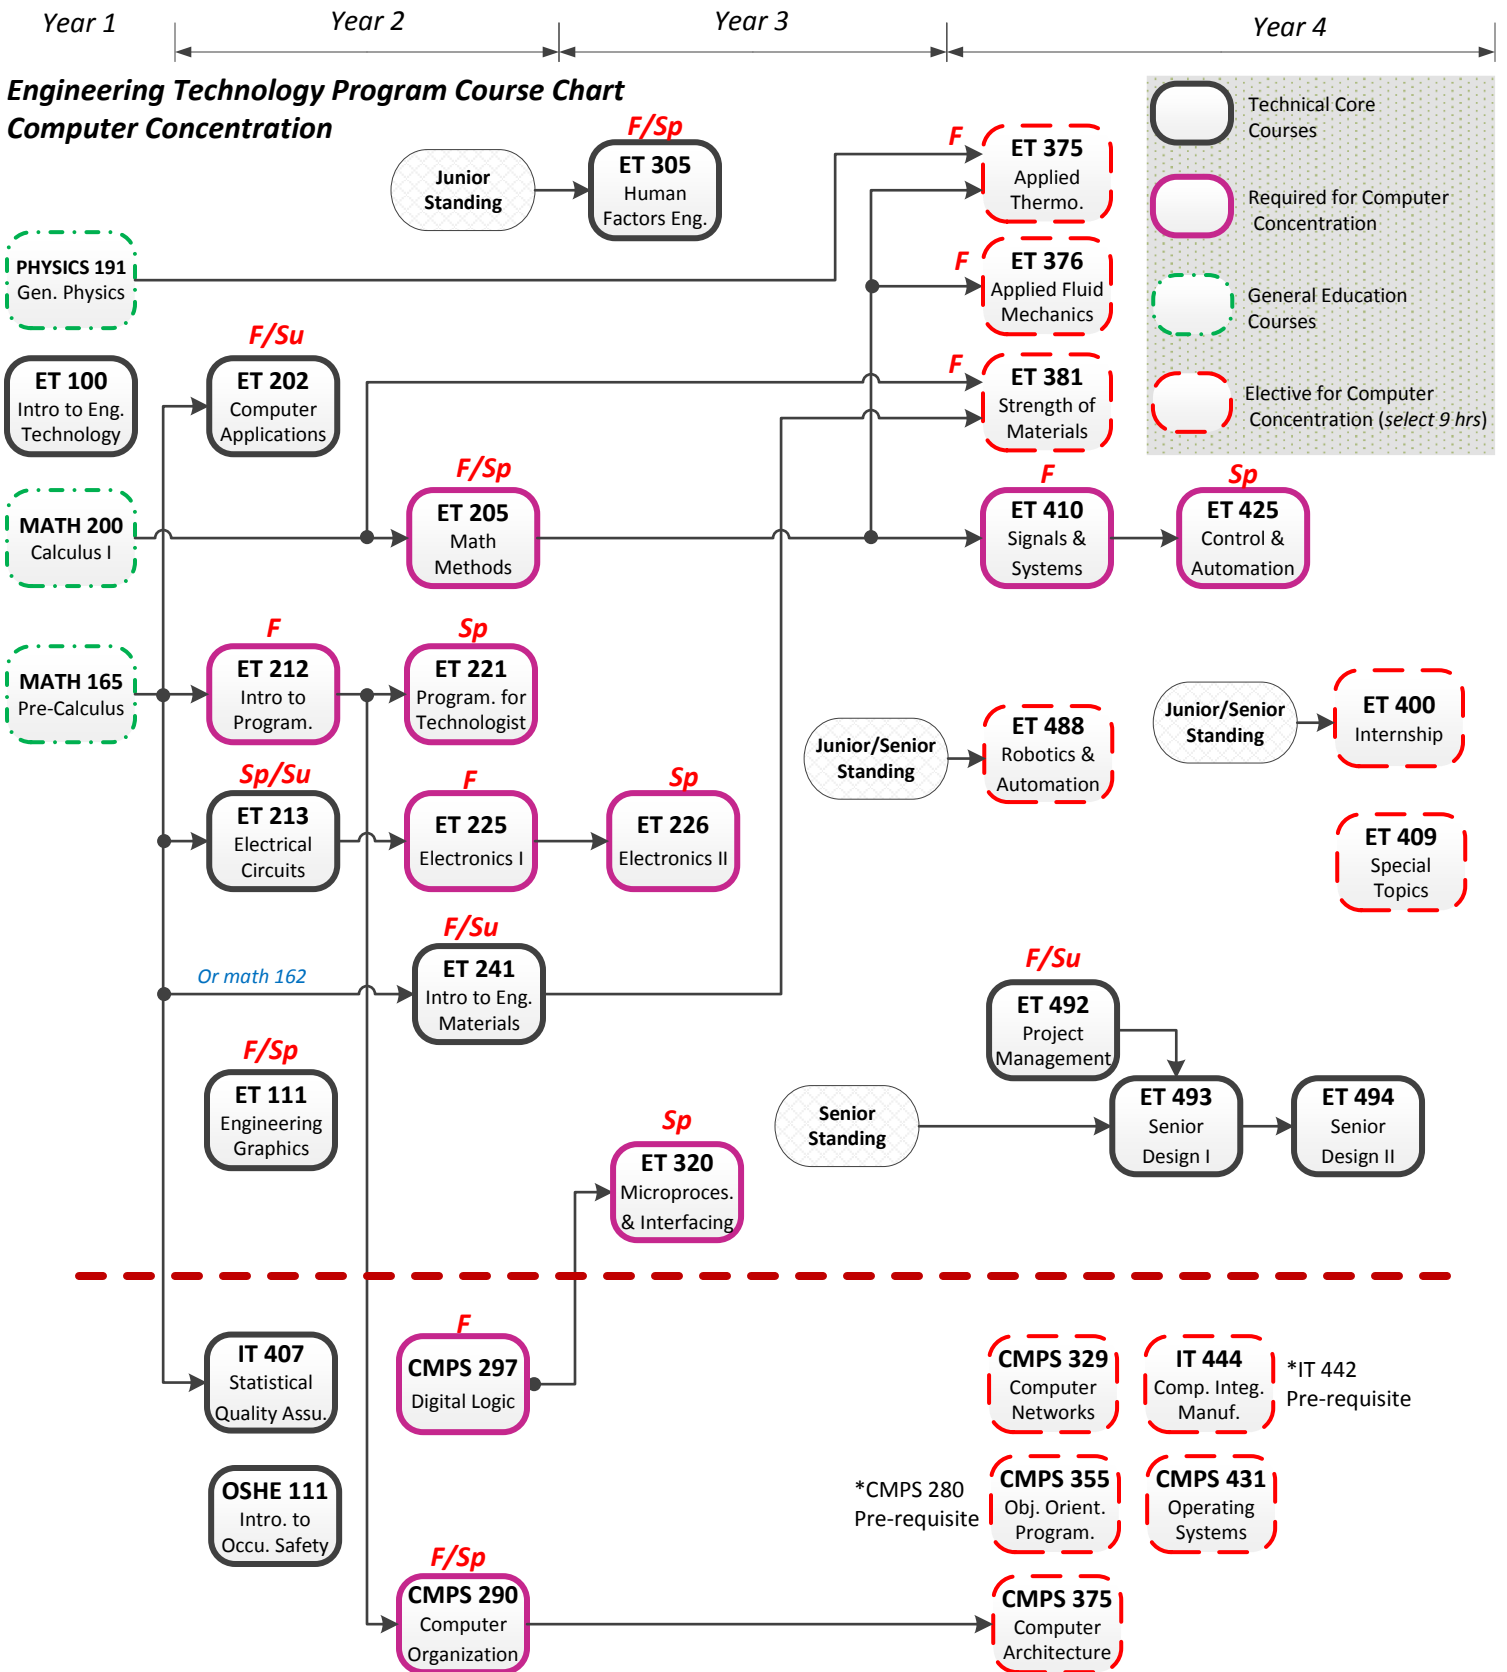 Year 1
Year 2
Year 3
Year 4
Engineering Technology Program Course Chart
Computer Concentration
Technical Core
Courses
Required for Computer
Concentration
General Education
Courses
Elective for Computer
Concentration (select 9 hrs)
Junior
Standing
F/Sp
ET 305
Human
Factors Eng.
F
ET 375
Applied
Thermo.
PHYSICS 191
Gen. Physics
F
ET 376
Applied Fluid
Mechanics
ET 100
Intro to Eng.
Technology
F/Su
ET 202
Computer
Applications
F
ET 381
Strength of
Materials
MATH 200
Calculus I
F/Sp
ET 205
Math
Methods
F
ET 410
Signals &
Systems
Sp
ET 425
Control &
Automation
MATH 165
Pre-Calculus
F
ET 212
Intro to
Program.
Sp
ET 221
Program. for
Technologist
Junior/Senior
Standing
ET 488
Robotics &
Automation
Junior/Senior
Standing
ET 400
Internship
Sp/Su
ET 213
Electrical
Circuits
F
ET 225
Electronics I
Sp
ET 226
Electronics II
ET 409
Special
Topics
Or math 162
F/Su
ET 241
Intro to Eng.
Materials
F/Su
ET 492
Project
Management
F/Sp
ET 111
Engineering
Graphics
Senior
Standing
ET 493
Senior
Design I
ET 494
Senior
Design II
Sp
ET 320
Microproces.
& Interfacing
IT 407
Statistical
Quality Assu.
F
CMPS 297
Digital Logic
CMPS 329
Computer
Networks
IT 444
Comp. Integ.
Manuf.
*IT 442
Pre-requisite
OSHE 111
Intro. to
Occu. Safety
*CMPS 280
Pre-requisite
CMPS 355
Obj. Orient.
Program.
CMPS 431
Operating
Systems
F/Sp
CMPS 290
Computer
Organization
CMPS 375
Computer
Architecture